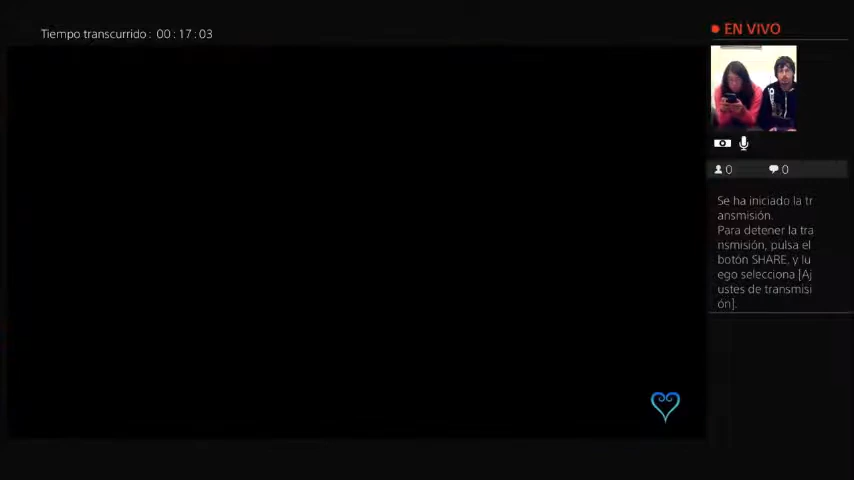 Tiempo transcurrido: 00:17:03
EN VIVO
0 0
Se ha iniciado la tr
ansmisión.
Para detener la tra
nsmisión, pulsa el
botón SHARE, y lu
ego selecciona [Aj
ustes de transmisi
ón].